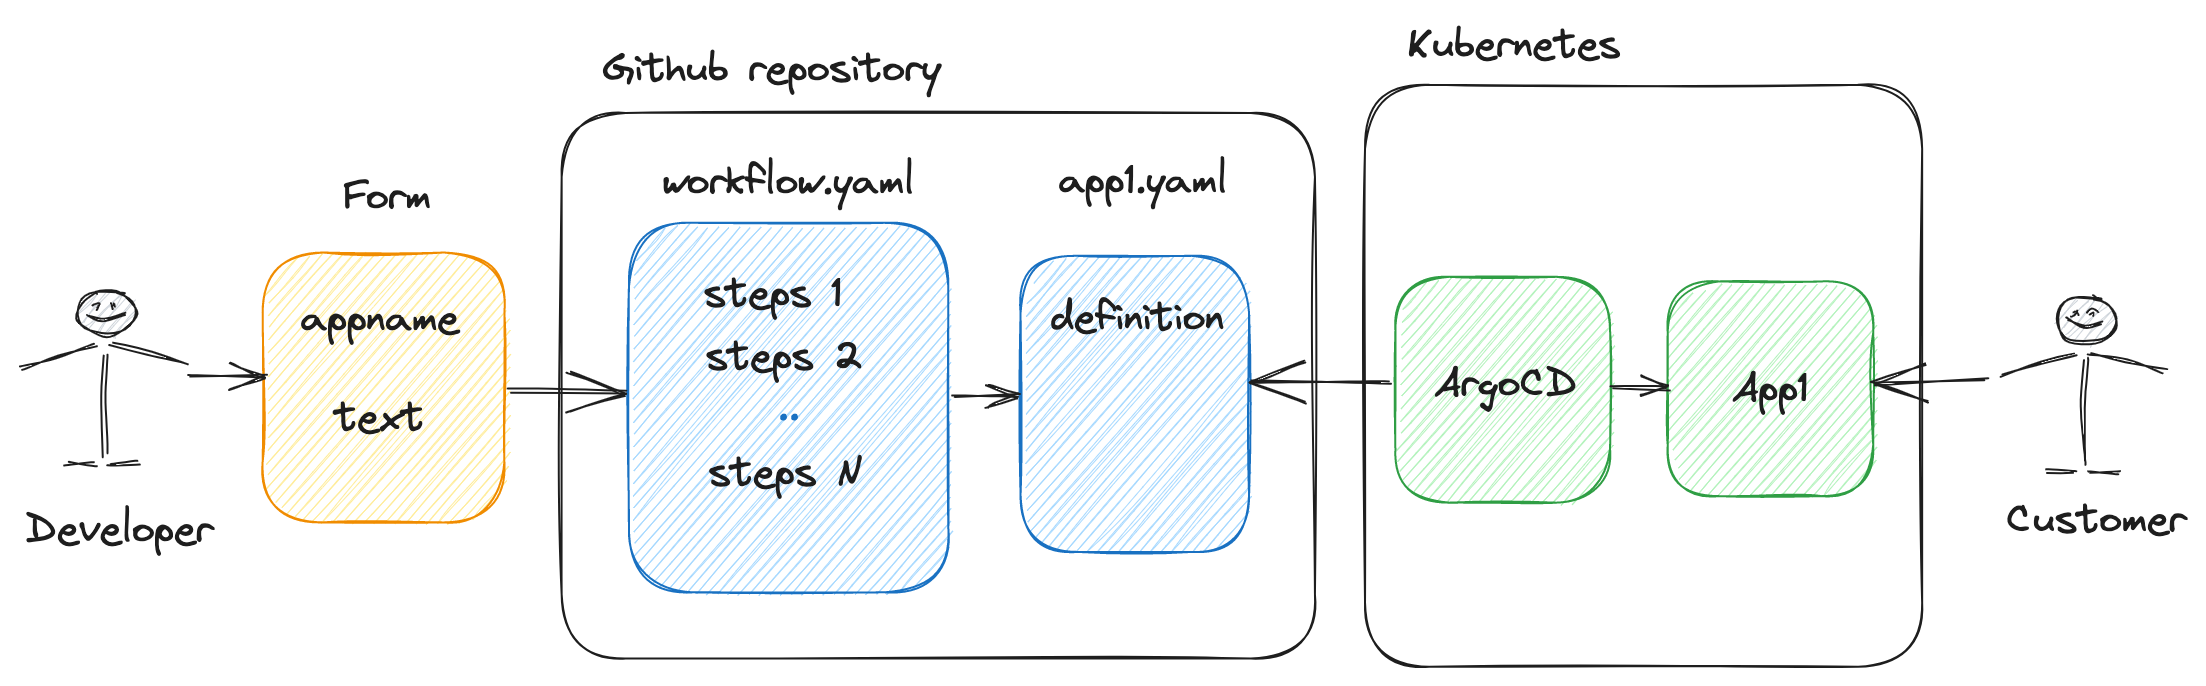 Github repository
Kubernetes
Form
workflow.yaml
app1.yaml
appname
text
steps 1
steps 2
..
steps N
definition
ArgoCD
App1
Developer
Customer